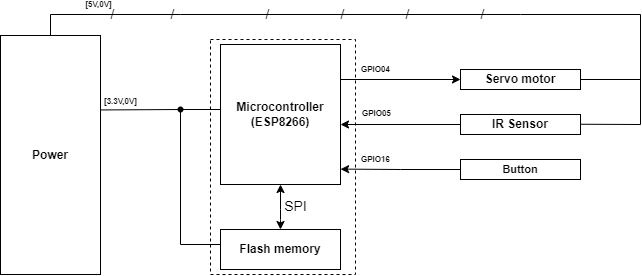 [5V,0V]
GPIO04
Servo motor
[3.3V,0V]
Microcontroller
(ESP8266)
GPIO05
IR Sensor
Power
GPIO16
Button
SPI
Flash memory